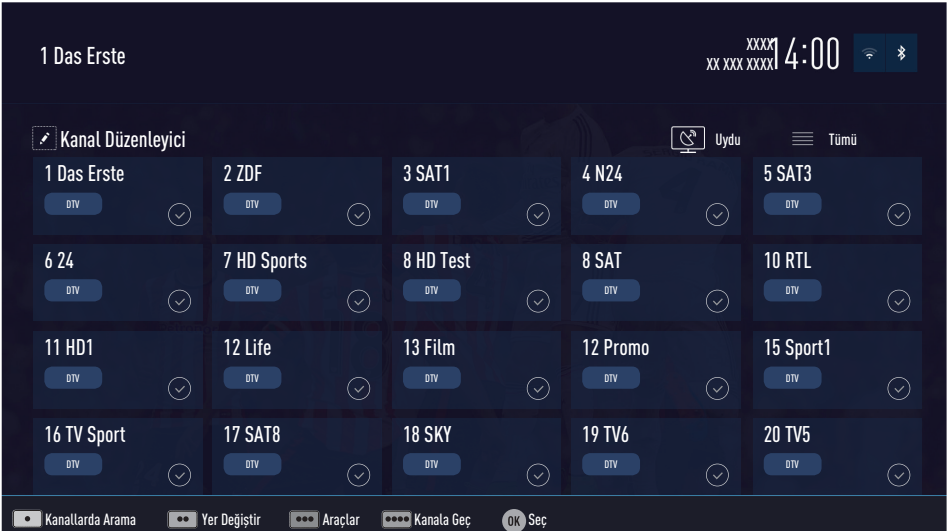 1 Das Erste
XXXX
XX XXX XXXX
14:00
Kanal Düzenleyici
Uydu
Tümü
1 Das Erste
2 ZDF
3 SAT1
4 N24
5 SAT3
DTV
DTV
DTV
DTV
DTV
6 24
7 HD Sports
8 HD Test
8 SAT
10 RTL
DTV
DTV
DTV
DTV
DTV
11 HD1
12 Life
13 Film
12 Promo
15 Sport1
DTV
DTV
DTV
DTV
DTV
16 TV Sport
17 SAT8
18 SKY
19 TV6
20 TV5
DTV
DTV
DTV
DTV
DTV
Kanallarda Arama
Yer Değiştir
Araçlar
Kanala Geç
OK Seç